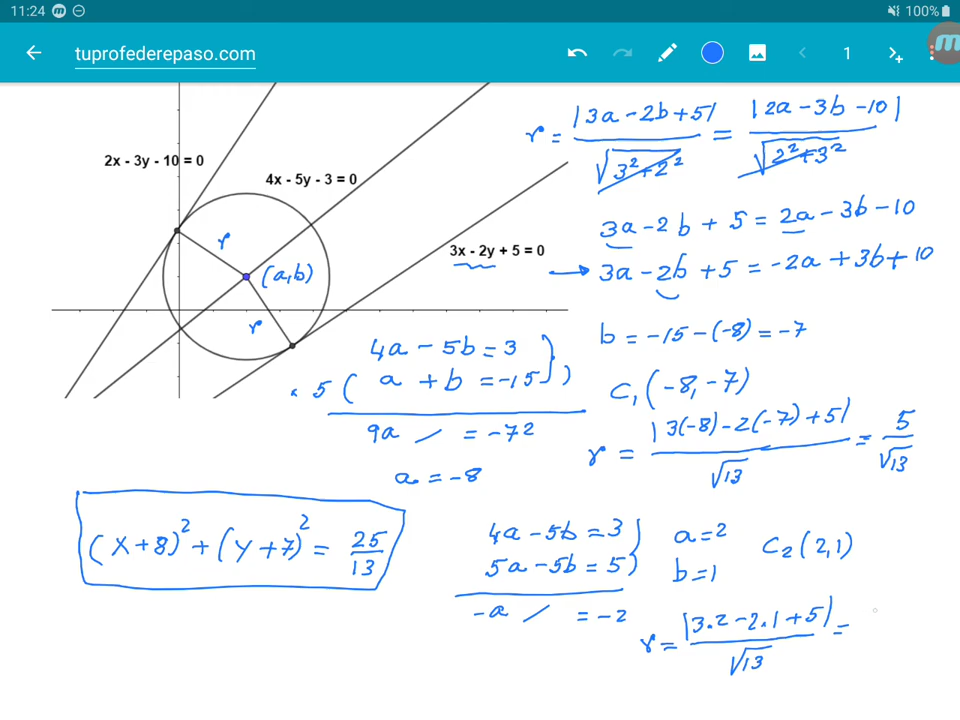 11:24 100%
tuprofederepaso.com 1
2x - 3y - 10 = 0
4x - 5y - 3 = 0
3x - 2y + 5 = 0
r
(a,b)
r
r = |3a-2b+5| / √(3²+2²) = |2a-3b-10| / √(2²+3²)
3a-2b+5 = 2a-3b-10
→ 3a-2b+5 = -2a+3b+10
4a-5b=3
·5( a+b=-15)
9a / = -72
a = -8
b = -15-(-8) = -7
C₁(-8,-7)
r = |3(-8)-2(-7)+5| / √13 = 5/√13
(x+8)² + (y+7)² = 25/13
4a-5b=3
5a-5b=5
-a / = -2
a=2
b=1
C₂(2,1)
r = |3·2-2·1+5| / √13 =